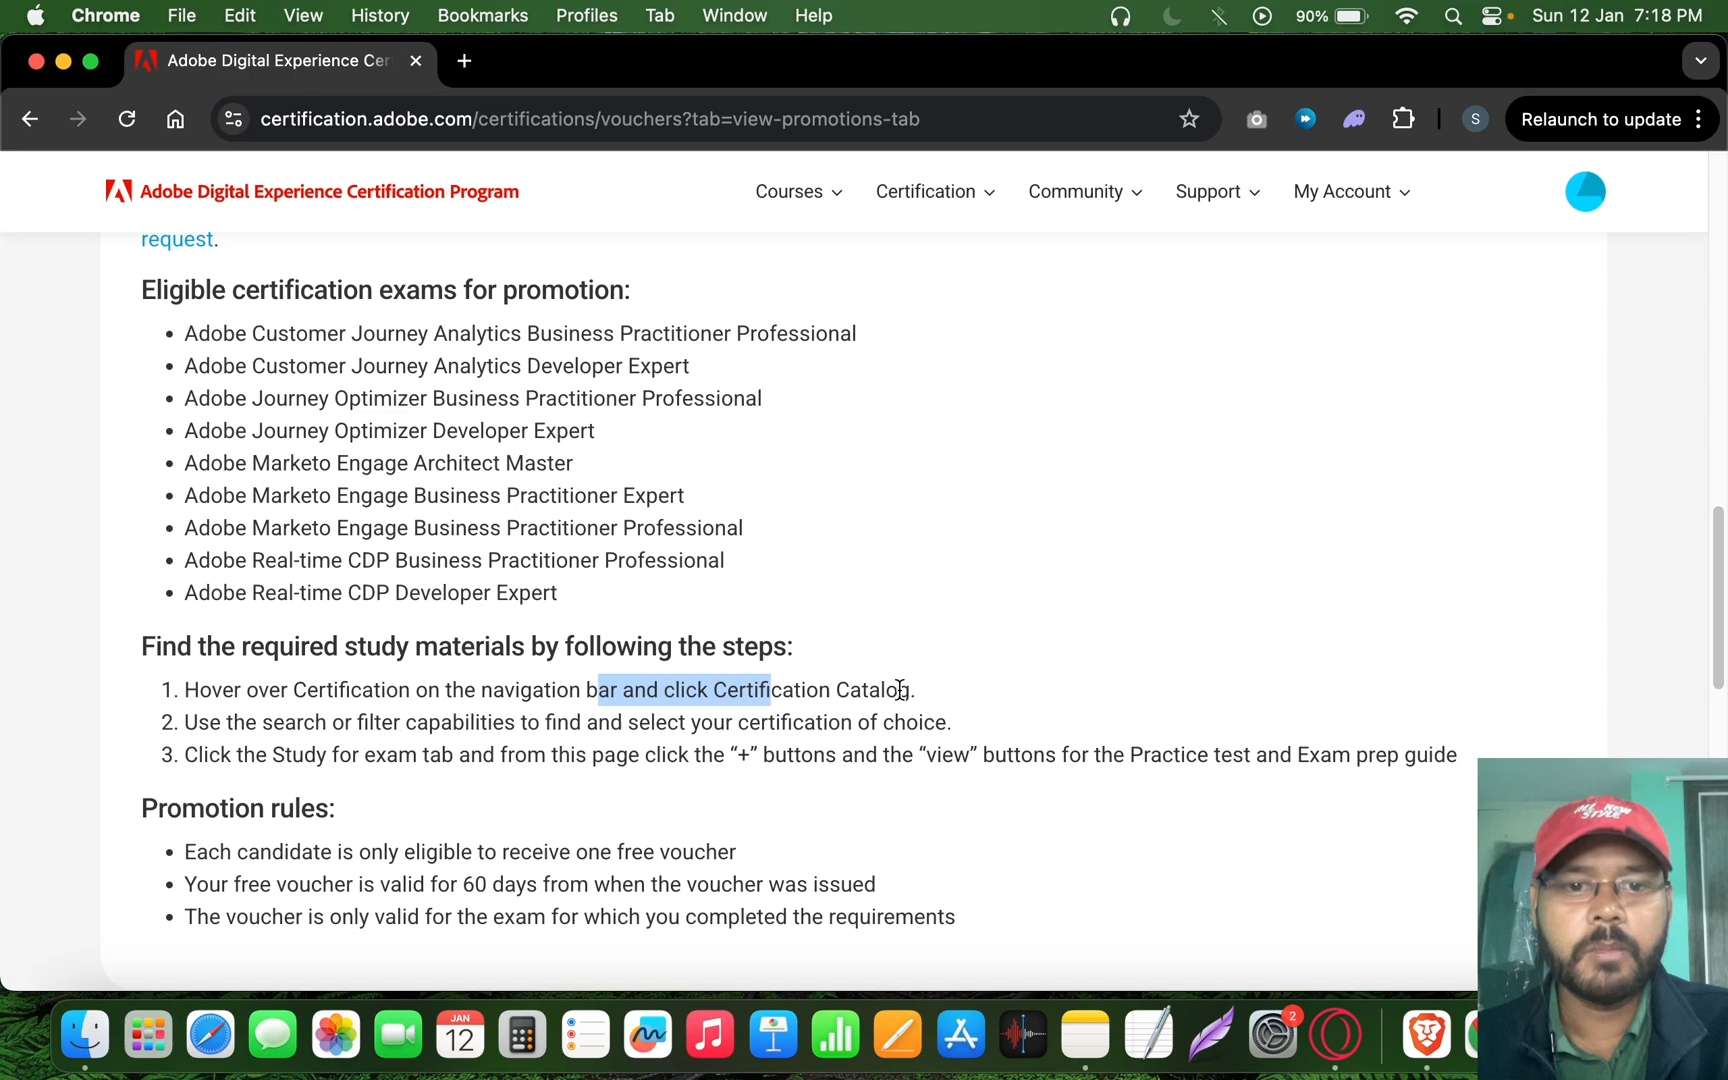 Chrome File Edit View History Bookmarks Profiles Tab Window Help 90% Sun 12 Jan 7:18 PM
Adobe Digital Experience Cer
certification.adobe.com/certifications/vouchers?tab=view-promotions-tab S Relaunch to update
Adobe Digital Experience Certification Program Courses Certification Community Support My Account
request.
Eligible certification exams for promotion:
• Adobe Customer Journey Analytics Business Practitioner Professional
• Adobe Customer Journey Analytics Developer Expert
• Adobe Journey Optimizer Business Practitioner Professional
• Adobe Journey Optimizer Developer Expert
• Adobe Marketo Engage Architect Master
• Adobe Marketo Engage Business Practitioner Expert
• Adobe Marketo Engage Business Practitioner Professional
• Adobe Real-time CDP Business Practitioner Professional
• Adobe Real-time CDP Developer Expert
Find the required study materials by following the steps:
1. Hover over Certification on the navigation bar and click Certification Catalog.
2. Use the search or filter capabilities to find and select your certification of choice.
3. Click the Study for exam tab and from this page click the “+” buttons and the “view” buttons for the Practice test and Exam prep guide
Promotion rules:
• Each candidate is only eligible to receive one free voucher
• Your free voucher is valid for 60 days from when the voucher was issued
• The voucher is only valid for the exam for which you completed the requirements
ALL NEW
STYLE
JAN
12
2